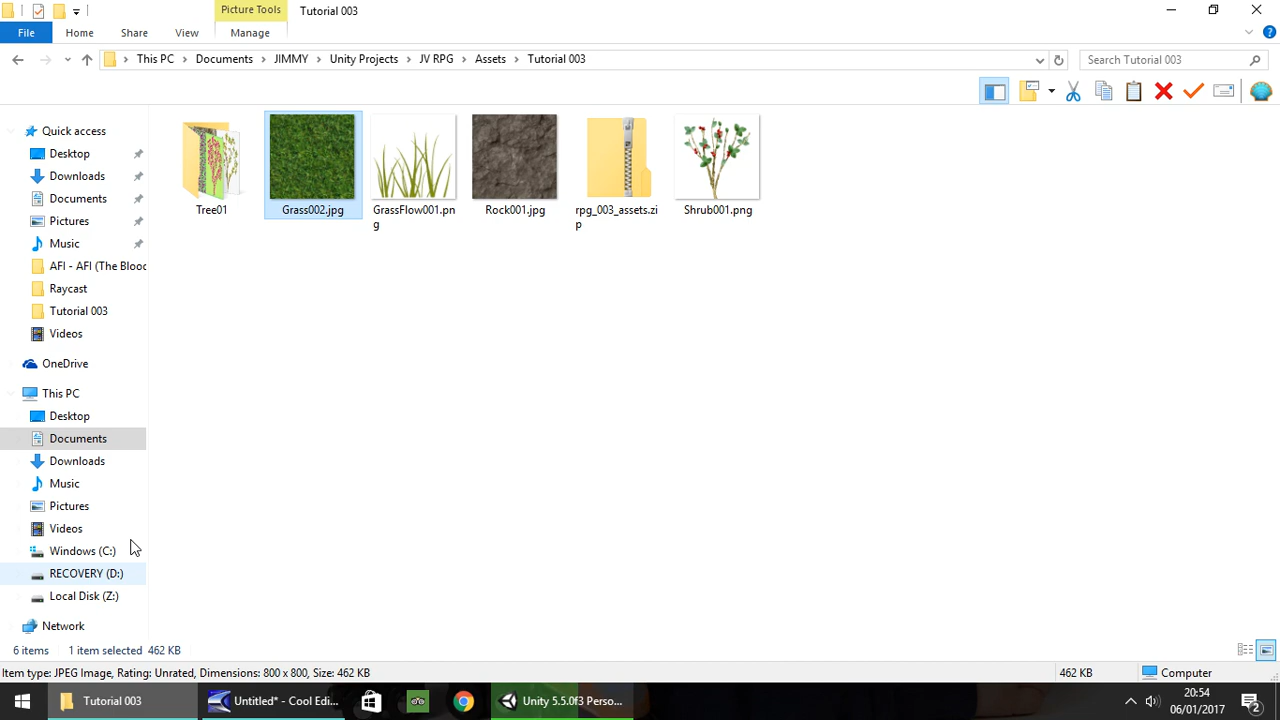 Picture Tools
Tutorial 003
File
Home
Share
View
Manage
This PC
Documents
JIMMY
Unity Projects
JV RPG
Assets
Tutorial 003
Search Tutorial 003
Quick access
Desktop
Downloads
Documents
Pictures
Music
AFI - AFI (The Blood
Raycast
Tutorial 003
Videos
OneDrive
This PC
Desktop
Documents
Downloads
Music
Pictures
Videos
Windows (C:)
RECOVERY (D:)
Local Disk (Z:)
Network
Tree01
Grass002.jpg
GrassFlow001.pn
g
Rock001.jpg
rpg_003_assets.zi
p
Shrub001.png
6 items
1 item selected 462 KB
Item type: JPEG Image, Rating: Unrated, Dimensions: 800 x 800, Size: 462 KB
462 KB
Computer
Tutorial 003
Untitled* - Cool Edi...
Unity 5.5.0f3 Perso...
20:54
06/01/2017
2